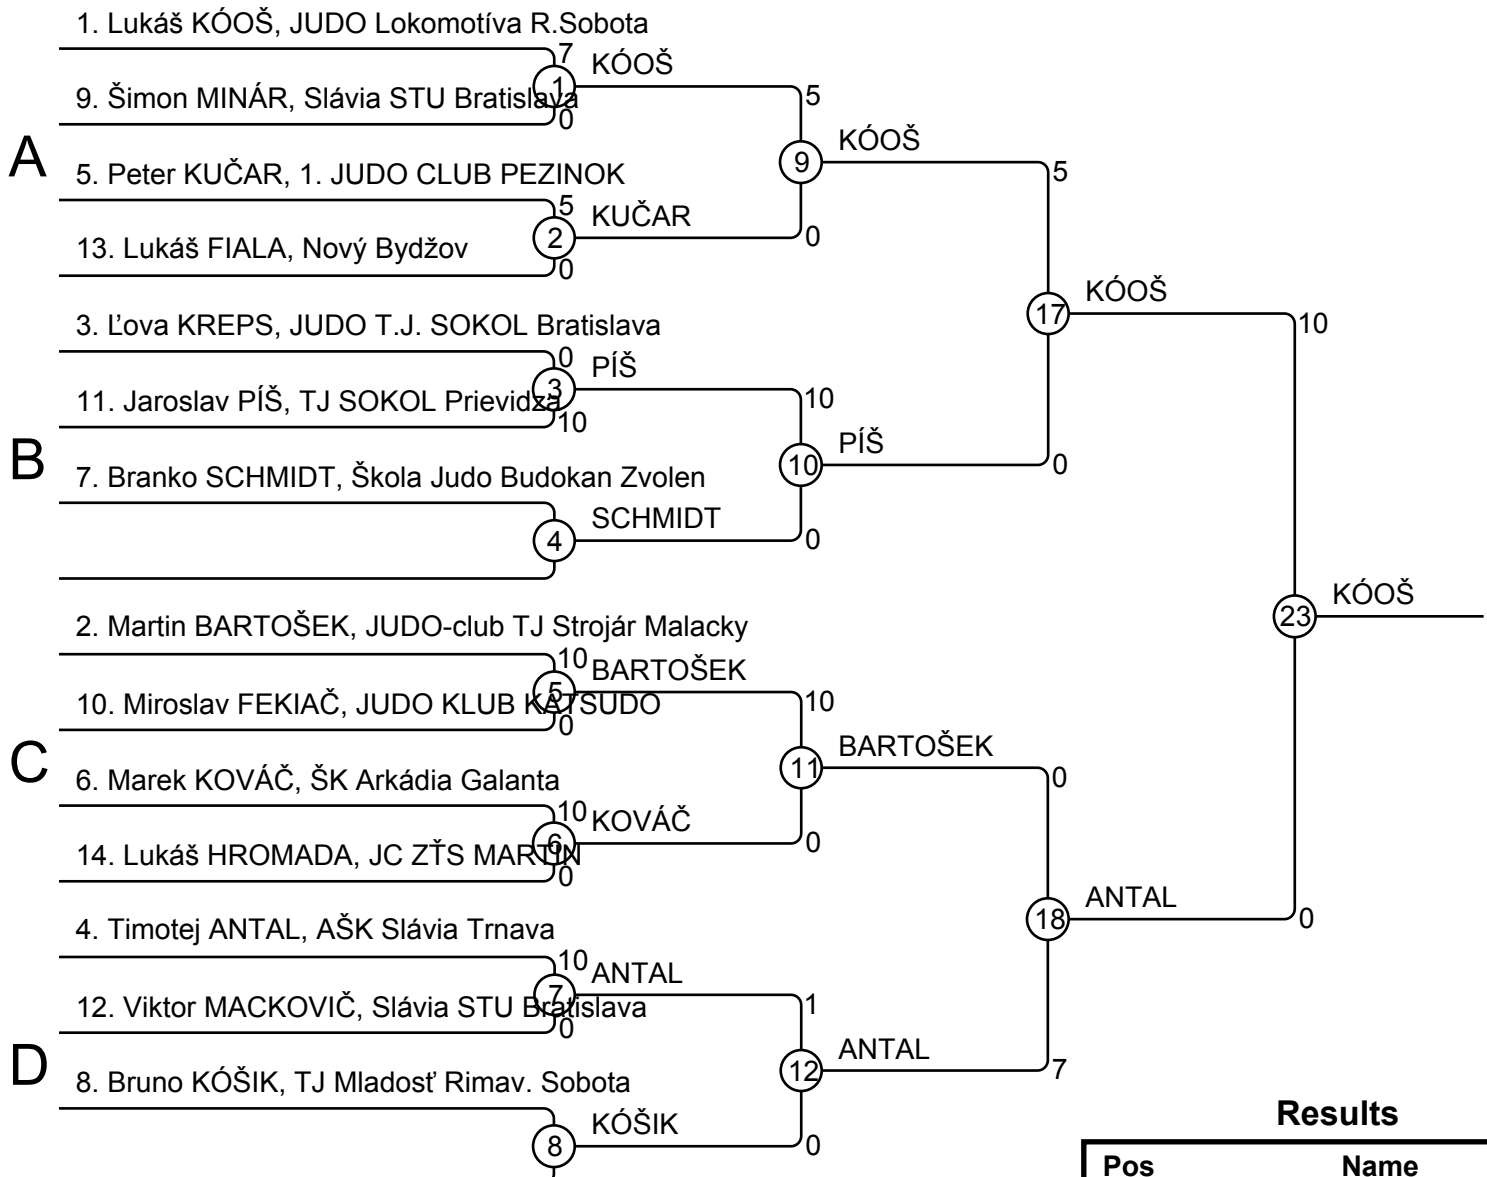 1. Lukáš KÓOŠ, JUDO Lokomotíva R.Sobota
7
KÓOŠ
1
5
9. Šimon MINÁR, Slávia STU Bratislava
0
KÓOŠ
A
9
5
5. Peter KUČAR, 1. JUDO CLUB PEZINOK
5
KUČAR
2
0
13. Lukáš FIALA, Nový Bydžov
0
KÓOŠ
17
10
3. Ľova KREPS, JUDO T.J. SOKOL Bratislava
0
PÍŠ
3
10
11. Jaroslav PÍŠ, TJ SOKOL Prievidza
10
PÍŠ
B
10
0
7. Branko SCHMIDT, Škola Judo Budokan Zvolen
SCHMIDT
4
0
KÓOŠ
23
2. Martin BARTOŠEK, JUDO-club TJ Strojár Malacky
10
BARTOŠEK
5
10
10. Miroslav FEKIAČ, JUDO KLUB KATSUDO
0
BARTOŠEK
C
11
0
6. Marek KOVÁČ, ŠK Arkádia Galanta
10
KOVÁČ
6
0
14. Lukáš HROMADA, JC ZŤS MARTIN
0
ANTAL
18
0
4. Timotej ANTAL, AŠK Slávia Trnava
10
ANTAL
7
1
12. Viktor MACKOVIČ, Slávia STU Bratislava
0
ANTAL
D
12
7
8. Bruno KÓŠIK, TJ Mladosť Rimav. Sobota
KÓŠIK
8
0
Results
Pos Name